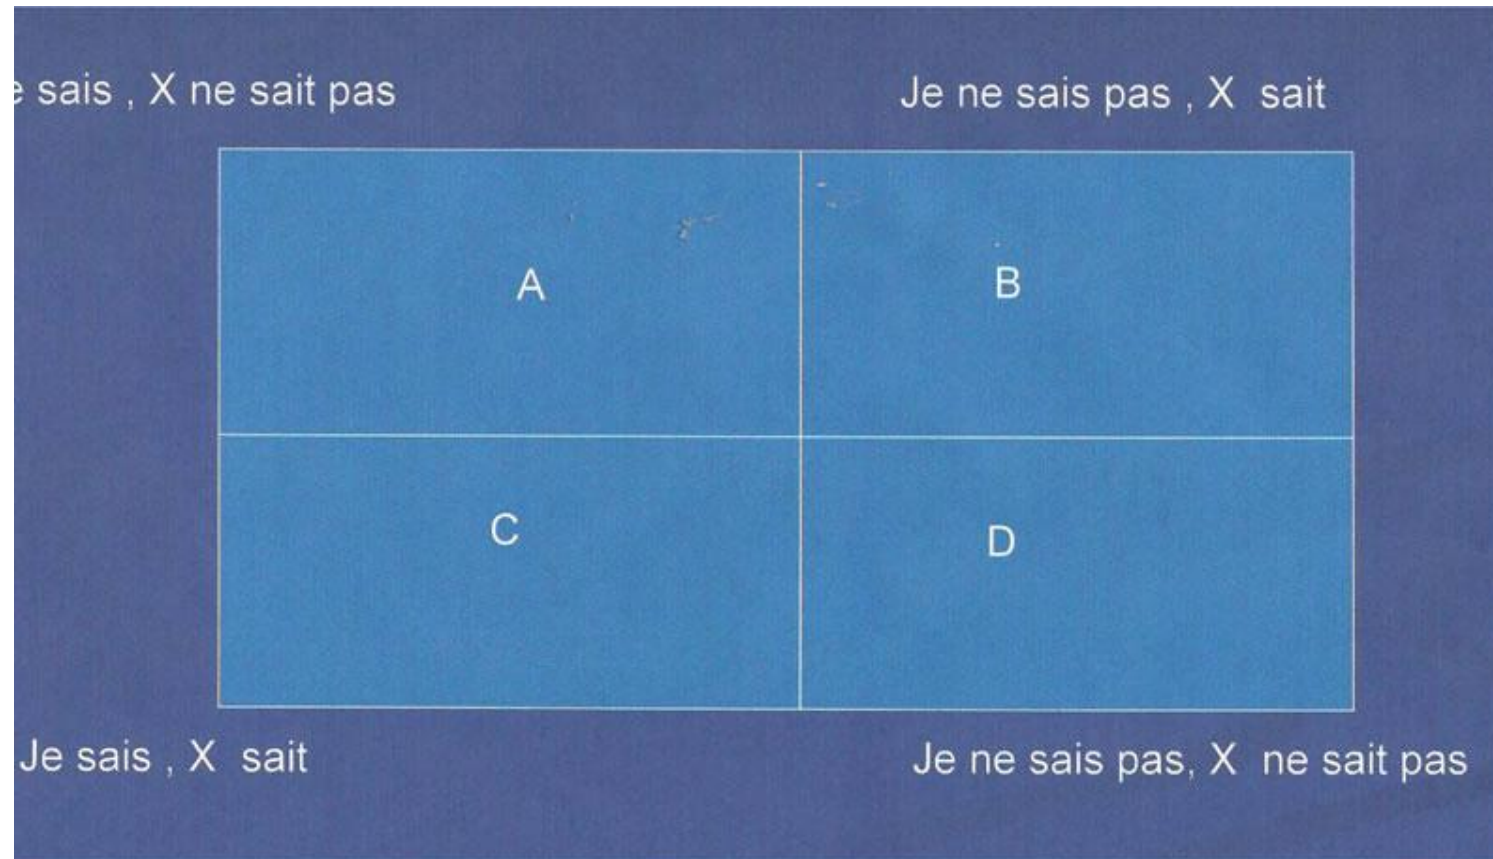 e sais , X ne sait pas
Je ne sais pas , X sait
A
B
C
D
Je sais , X sait
Je ne sais pas, X ne sait pas